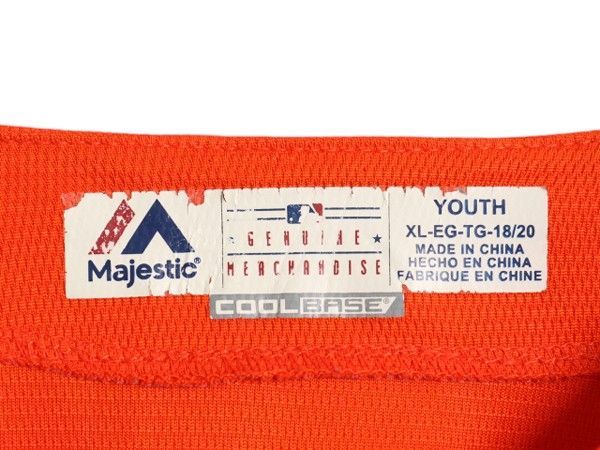 Majestic®
GENUINE
MERCHANDISE
COOLBASE®
YOUTH
XL-EG-TG-18/20
MADE IN CHINA
HECHO EN CHINA
FABRIQUE EN CHINE